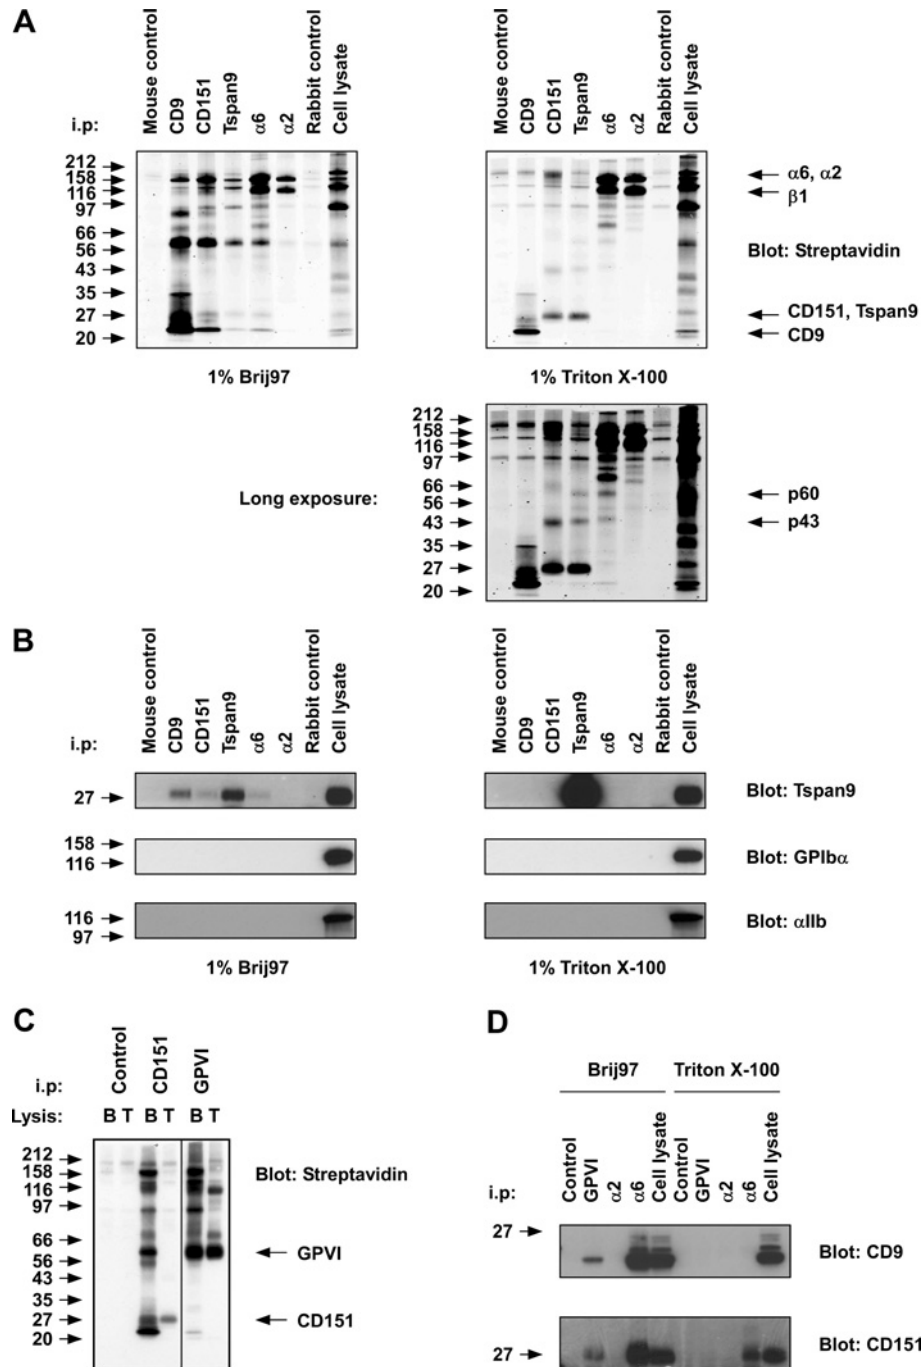 A
i.p:
Mouse control
CD9
CD151
Tspan9
α6
α2
Rabbit control
Cell lysate
212
158
116
97
66
56
43
35
27
20
1% Brij97
Mouse control
CD9
CD151
Tspan9
α6
α2
Rabbit control
Cell lysate
α6, α2
β1
Blot: Streptavidin
CD151, Tspan9
CD9
1% Triton X-100
Long exposure:
212
158
116
97
66
56
43
35
27
20
p60
p43
B
i.p:
Mouse control
CD9
CD151
Tspan9
α6
α2
Rabbit control
Cell lysate
Mouse control
CD9
CD151
Tspan9
α6
α2
Rabbit control
Cell lysate
27
Blot: Tspan9
158
116
Blot: GPIbα
116
97
Blot: αIIb
1% Brij97
1% Triton X-100
C
i.p:
Control
CD151
GPVI
Lysis: B T B T B T
212
158
116
97
66
56
43
35
27
20
Blot: Streptavidin
GPVI
CD151
D
Brij97 Triton X-100
i.p:
Control
GPVI
α2
α6
Cell lysate
Control
GPVI
α2
α6
Cell lysate
27
Blot: CD9
27
Blot: CD151